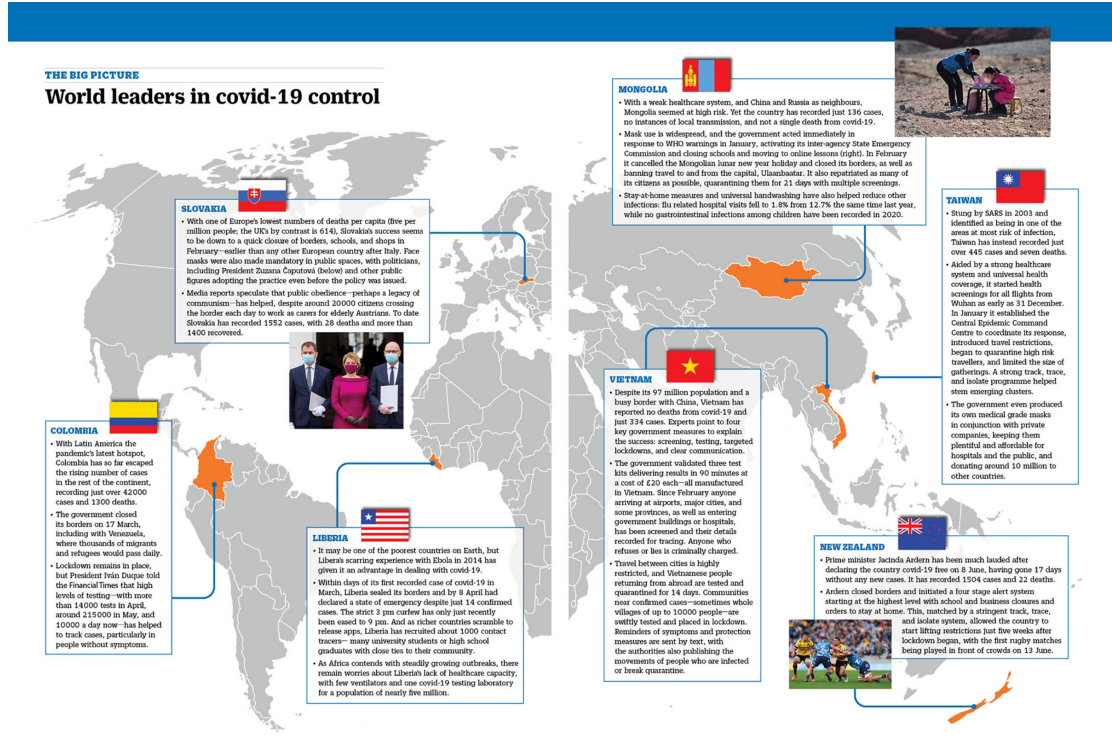 THE BIG PICTURE
World leaders in covid-19 control
SLOVAKIA
• With one of Europe's lowest numbers of deaths per capita (five per
million people; the UK's by contrast is 614), Slovakia's success seems
to be down to a quick closure of borders, schools, and shops in
February—earlier than any other European country after Italy. Face
masks were also made mandatory in public spaces, with politicians,
including President Zuzana Čaputová (below) and other public
figures adopting the practice even before the policy was issued.
• Media reports speculate that public obedience—perhaps a legacy of
communism—has helped, despite around 20000 citizens crossing
the border each day to work as carers for elderly Austrians. To date
Slovakia has recorded 1552 cases, with 28 deaths and more than
1400 recovered.
COLOMBIA
• With Latin America the
pandemic's latest hotspot,
Colombia has so far escaped
the rising number of cases
in the rest of the continent,
recording just over 42000
cases and 1300 deaths.
• The government closed
its borders on 17 March,
including with Venezuela,
where thousands of migrants
and refugees would pass daily.
• Lockdown remains in place,
but President Iván Duque told
the Financial Times that high
levels of testing—with more
than 14000 tests in April,
around 215000 in May, and
10000 a day now—has helped
to track cases, particularly in
people without symptoms.
LIBERIA
• It may be one of the poorest countries on Earth, but
Libera's scarring experience with Ebola in 2014 has
given it an advantage in dealing with covid-19.
• Within days of its first recorded case of covid in
March, Liberia sealed its borders and by 8 April had
declared a state of emergency despite just 14 confirmed
cases. The strict 3 pm curfew has only just recently
been eased to 9 pm. And as richer countries scramble to
release apps, Liberia has recruited about 1000 contact
tracers— many university students or high school
graduates with close ties to their community.
• As Africa contends with steadily growing outbreaks, there
remain worries about Liberia's lack of healthcare capacity,
with few ventilators and one covid-19 testing laboratory
for a population of nearly five million.
MONGOLIA
• With a weak healthcare system, and China and Russia as neighbours,
Mongolia seemed at high risk. Yet the country has recorded just 136 cases,
no instances of local transmission, and not a single death from covid-19.
• Mask use is widespread, and the government acted immediately in
response to WHO warnings in January, activating its inter-agency State Emergency
Commission and closing schools and moving to online lessons (right). In February
it cancelled the Mongolian lunar new year holiday and closed its borders, as well as
banning travel to and from the capital, Ulaanbaatar. It also repatriated as many of
its citizens as possible, quarantining them for 21 days with multiple screenings.
• Stay-at-home measures and universal handwashing have also helped reduce other
infections: flu related hospital visits fell to 1.8% from 12.7% the same time last year,
while no gastrointestinal infections among children have been recorded in 2020.
TAIWAN
• Stung by SARS in 2003 and
identified as being in one of the
areas at most risk of infection,
Taiwan has instead recorded just
over 445 cases and seven deaths.
• Aided by a strong healthcare
system and universal health
coverage, it started health
screenings for all flights from
Wuhan as early as 31 December.
In January it established the
Central Epidemic Command
Centre to coordinate its response,
introduced travel restrictions,
began to quarantine high risk
travellers, and limited the size of
gatherings. A strong track, trace,
and isolate programme helped
stem emerging clusters.
• The government even produced
its own medical grade masks
in conjunction with private
companies, keeping them
plentiful and affordable for
hospitals and the public, and
donating around 10 million to
other countries.
VIETNAM
• Despite its 97 million population and a
busy border with China, Vietnam has
reported no deaths from covid-19 and
just 334 cases. Experts point to four
key government measures to explain
the success: screening, testing, targeted
lockdowns, and clear communication.
• The government validated three test
kits delivering results in 90 minutes at
a cost of £20 each—all manufactured
in Vietnam. Since February anyone
arriving at airports, major cities, and
some provinces, as well as entering
government buildings or hospitals,
has been screened and their details
recorded for tracing. Anyone who
refuses or lies is criminally charged.
• Travel between cities is highly
restricted, and Vietnamese people
returning from abroad are tested and
quarantined for 14 days. Communities
near confirmed cases—sometimes whole
villages of up to 10000 people—are
swiftly tested and placed in lockdown.
Reminders of symptoms and protection
measures are sent by text, with
the authorities also publishing the
movements of people who are infected
or break quarantine.
NEW ZEALAND
• Prime minister Jacinda Ardern has been much lauded after
declaring the country covid-19 free on 8 June, having gone 17 days
without any new cases. It has recorded 1504 cases and 22 deaths.
• Ardern closed borders and initiated a four stage alert system
starting at the highest level with school and business closures and
orders to stay at home. This, matched by a stringent track, trace,
and isolate system, allowed the country to
start lifting restrictions just five weeks after
lockdown began, with the first rugby matches
being played in front of crowds on 13 June.